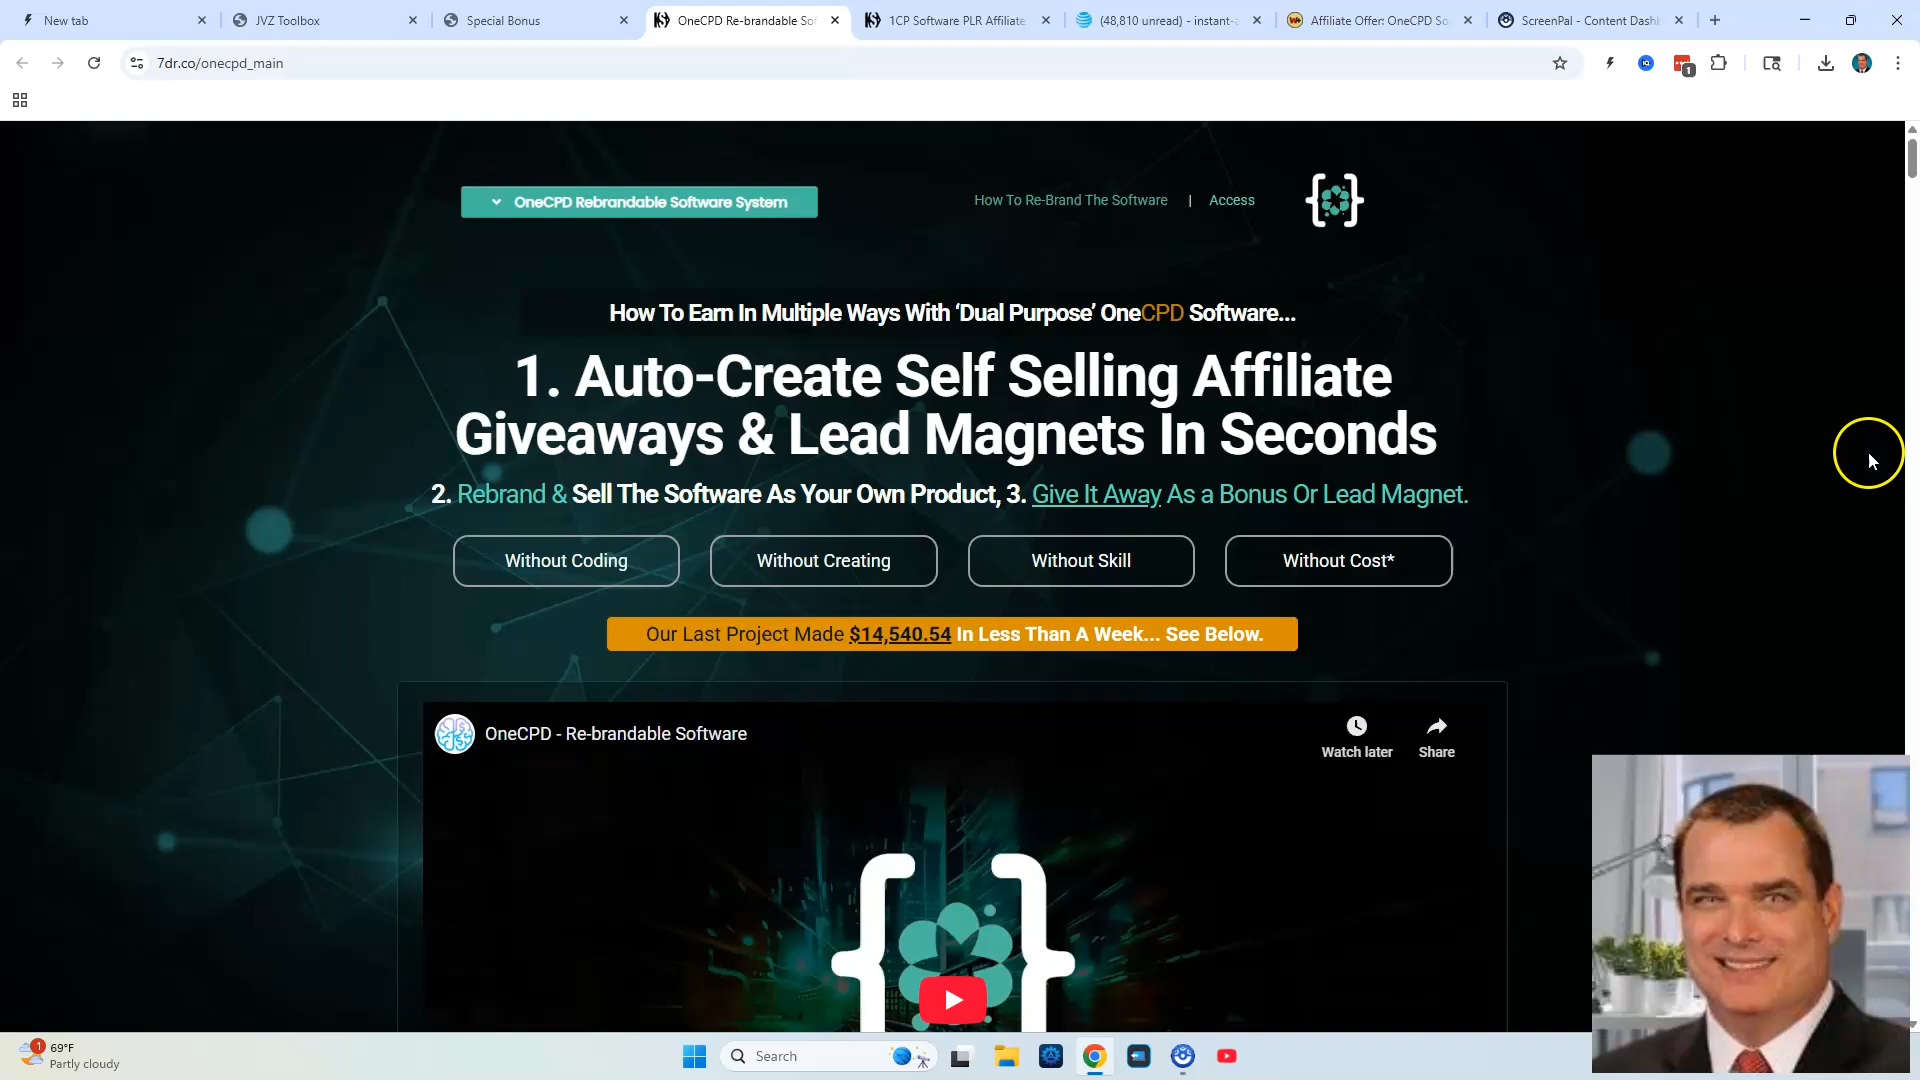 New tab
JVZ Toolbox
Special Bonus
OneCPD Re-brandable Sof
1CP Software PLR Affiliate
(48,810 unread) - instant-a
Affiliate Offer: OneCPD So
ScreenPal - Content Dash
7dr.co/onecpd_main
1
OneCPD Rebrandable Software System
How To Re-Brand The Software | Access
How To Earn In Multiple Ways With ‘Dual Purpose’ OneCPD Software...
1. Auto-Create Self Selling Affiliate
Giveaways & Lead Magnets In Seconds
2. Rebrand & Sell The Software As Your Own Product, 3. Give It Away As a Bonus Or Lead Magnet.
Without Coding
Without Creating
Without Skill
Without Cost*
Our Last Project Made $14,540.54 In Less Than A Week... See Below.
OneCPD - Re-brandable Software
Watch later
Share
1
69°F
Partly cloudy
Search